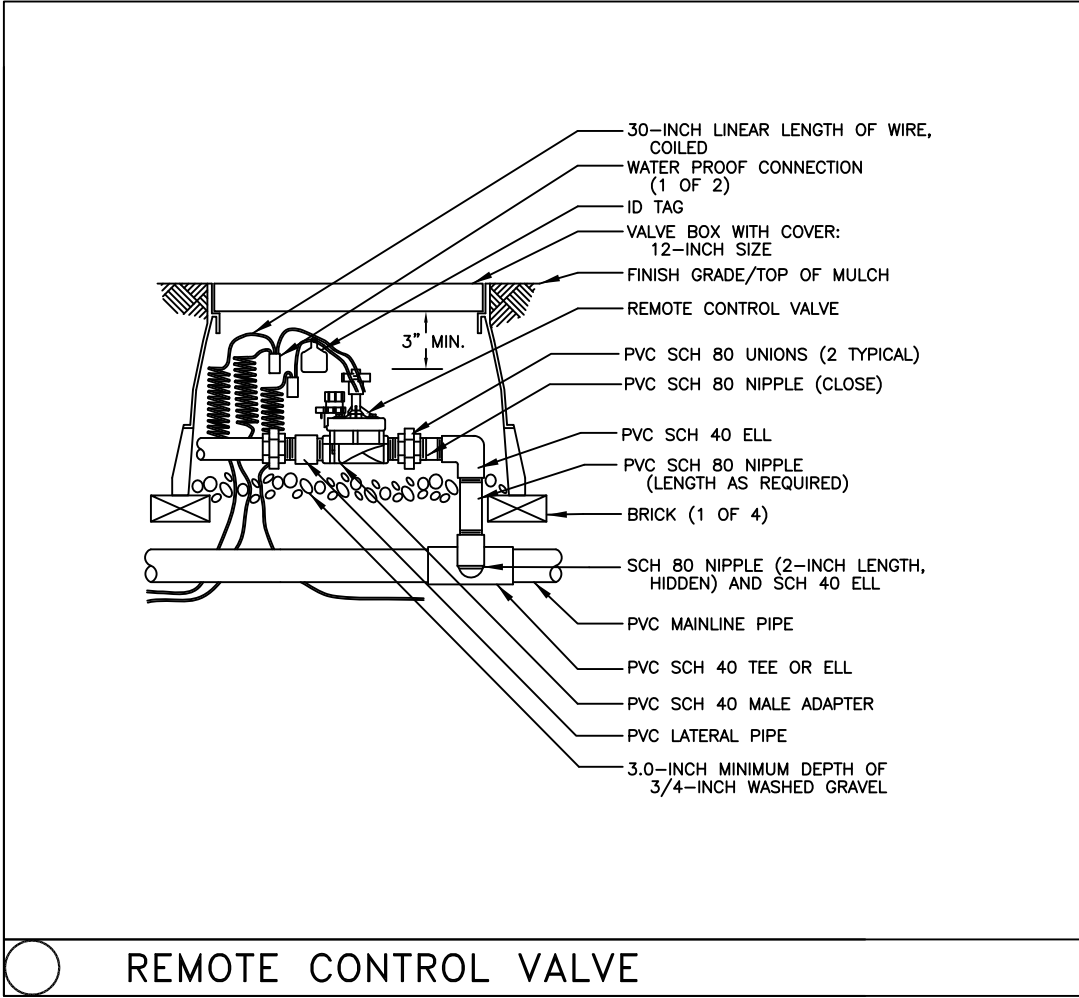 30-INCH LINEAR LENGTH OF WIRE,
COILED
WATER PROOF CONNECTION
(1 OF 2)
ID TAG
VALVE BOX WITH COVER:
12-INCH SIZE
FINISH GRADE/TOP OF MULCH
REMOTE CONTROL VALVE
3" MIN.
PVC SCH 80 UNIONS (2 TYPICAL)
PVC SCH 80 NIPPLE (CLOSE)
PVC SCH 40 ELL
PVC SCH 80 NIPPLE
(LENGTH AS REQUIRED)
BRICK (1 OF 4)
SCH 80 NIPPLE (2-INCH LENGTH,
HIDDEN) AND SCH 40 ELL
PVC MAINLINE PIPE
PVC SCH 40 TEE OR ELL
PVC SCH 40 MALE ADAPTER
PVC LATERAL PIPE
3.0-INCH MINIMUM DEPTH OF
3/4-INCH WASHED GRAVEL
REMOTE CONTROL VALVE